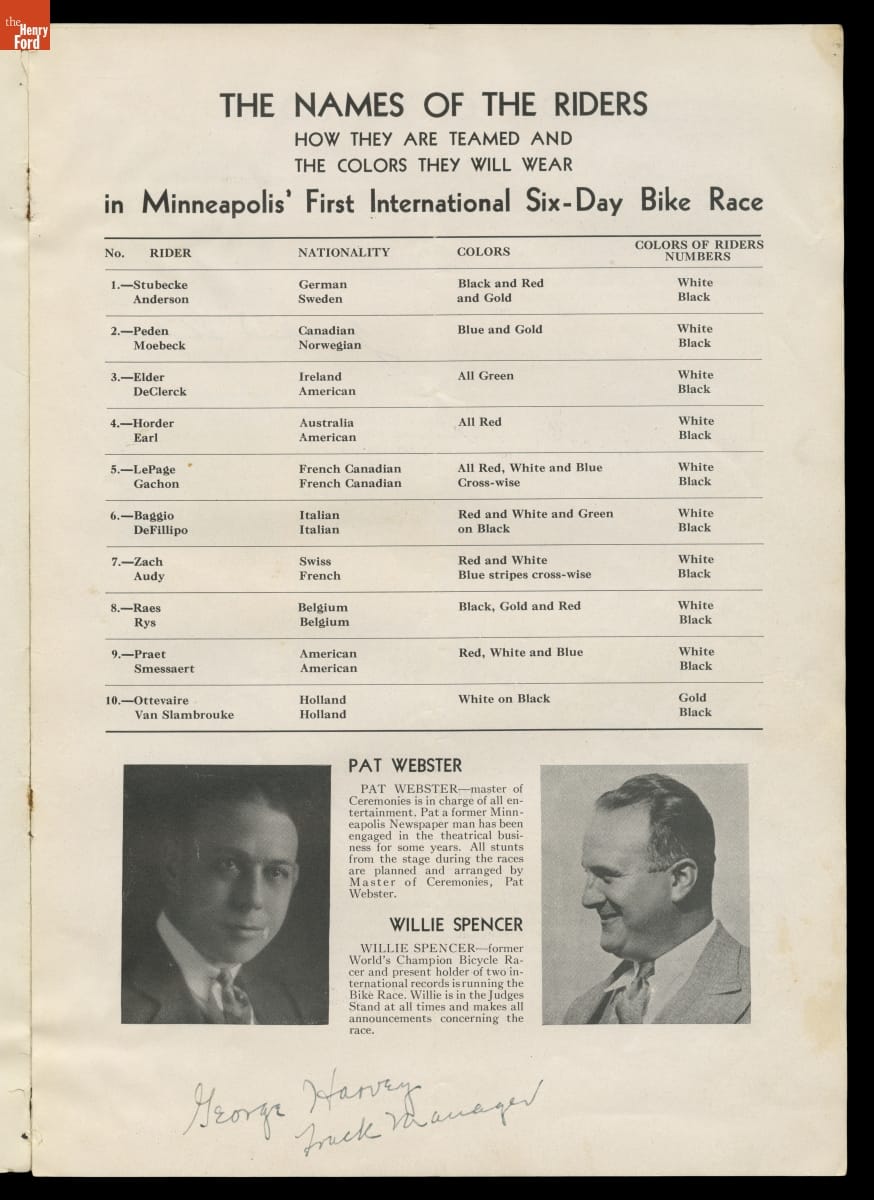 the
Henry
Ford
THE NAMES OF THE RIDERS
HOW THEY ARE TEAMED AND
THE COLORS THEY WILL WEAR
in Minneapolis' First International Six-Day Bike Race
No. RIDER NATIONALITY COLORS COLORS OF RIDERS NUMBERS
1.—Stubecke German Black and Red White
Anderson Sweden and Gold Black
2.—Peden Canadian Blue and Gold White
Moebeck Norwegian Black
3.—Elder Ireland All Green White
DeClerck American Black
4.—Horder Australia All Red White
Earl American Black
5.—LePage French Canadian All Red, White and Blue White
Gachon French Canadian Cross-wise Black
6.—Baggio Italian Red and White and Green White
DeFillipo Italian on Black Black
7.—Zach Swiss Red and White White
Audy French Blue stripes cross-wise Black
8.—Raes Belgium Black, Gold and Red White
Rys Belgium Black
9.—Praet American Red, White and Blue White
Smessaert American Black
10.—Ottevaire Holland White on Black Gold
Van Slambrouke Holland Black
PAT WEBSTER
PAT WEBSTER—master of
Ceremonies is in charge of all en-
tertainment. Pat a former Minn-
eapolis Newspaper man has been
engaged in the theatrical busi-
ness for some years. All stunts
from the stage during the races
are planned and arranged by
Master of Ceremonies, Pat
Webster.
WILLIE SPENCER
WILLIE SPENCER—former
World's Champion Bicycle Ra-
cer and present holder of two in-
ternational records is running the
Bike Race. Willie is in the Judges
Stand at all times and makes all
announcements concerning the
race.
George Harvey
Track Manager